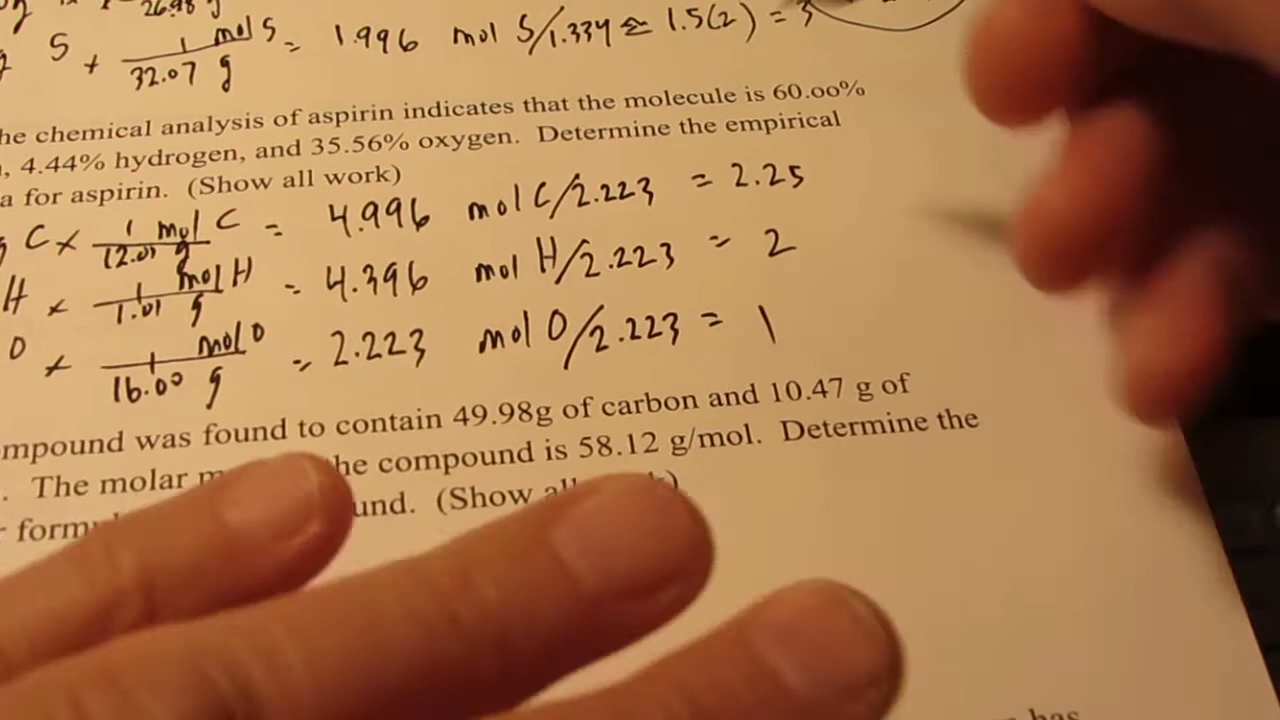 26.98 g
S × 1 mol S / 32.07 g = 1.996 mol S/1.334 ≅ 1.5(2) = 3
he chemical analysis of aspirin indicates that the molecule is 60.00%
, 4.44% hydrogen, and 35.56% oxygen. Determine the empirical
a for aspirin. (Show all work)
g C × 1 mol C / 12.01 g = 4.996 mol C/2.223 = 2.25
H × 1 mol H / 1.01 g = 4.396 mol H/2.223 = 2
O × 1 mol O / 16.00 g = 2.223 mol O/2.223 = 1
mpound was found to contain 49.98g of carbon and 10.47 g of
. The molar he compound is 58.12 g/mol. Determine the
form und. (Show
has